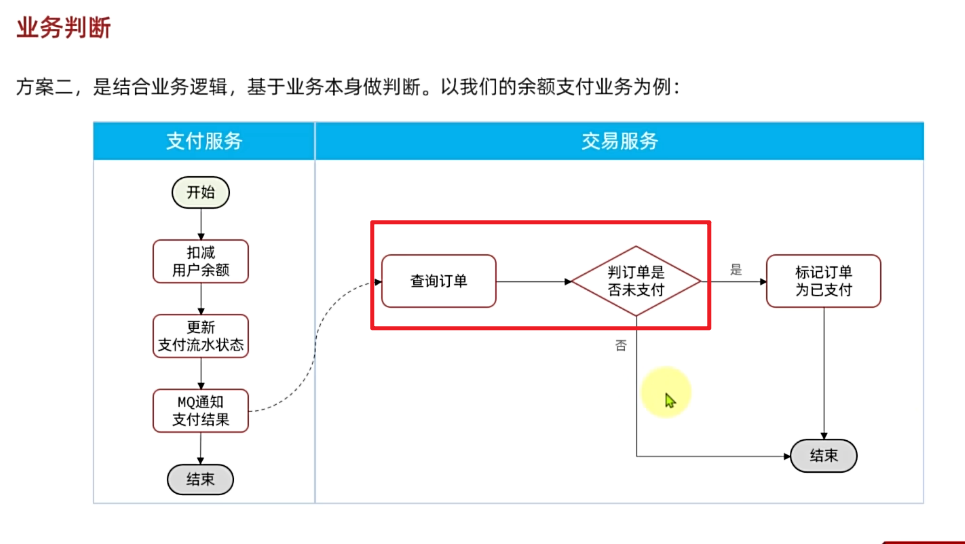 业务判断
方案二，是结合业务逻辑，基于业务本身做判断。以我们的余额支付业务为例：
支付服务
交易服务
开始
扣减
用户余额
更新
支付流水状态
MQ通知
支付结果
结束
查询订单
判订单是
否未支付
是
否
标记订单
为已支付
结束